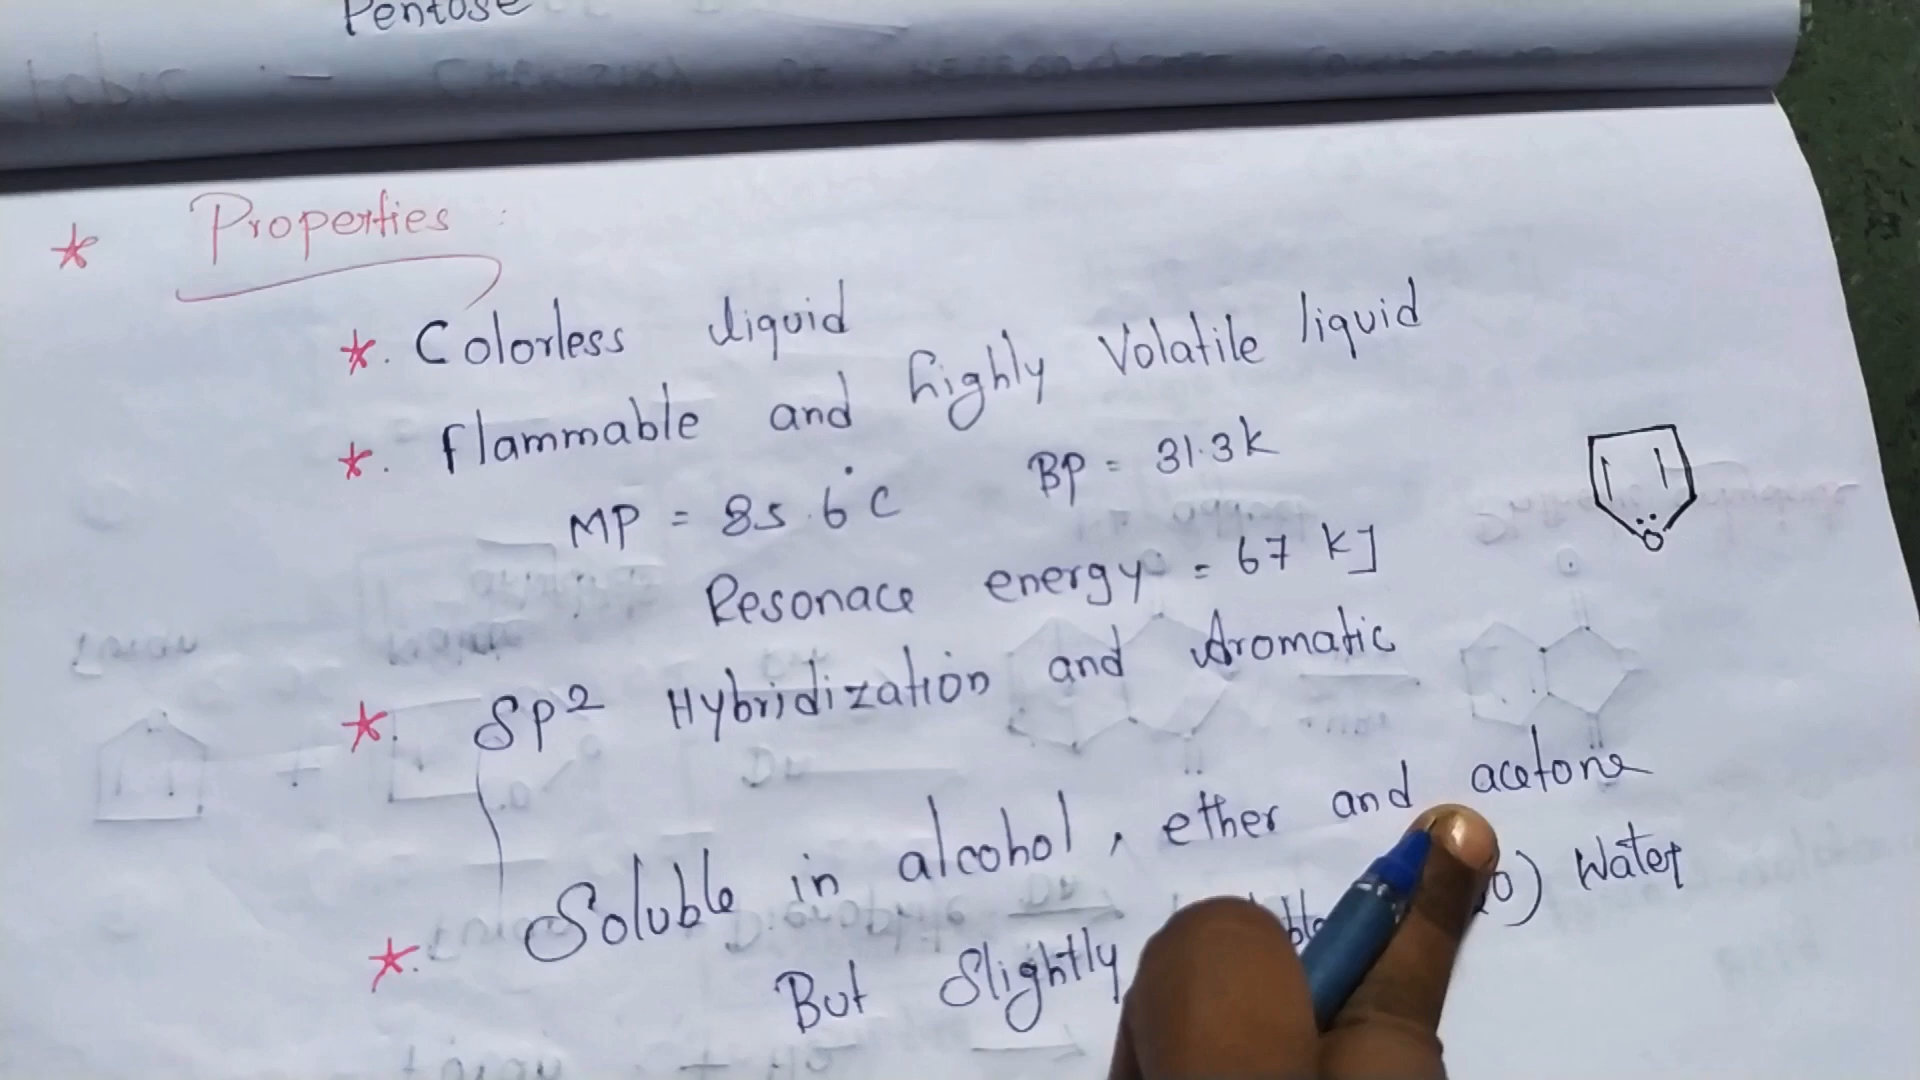 Pentose
* Properties :
*. Colorless liquid
*. flammable and highly Volatile liquid
MP = 85.6°C BP = 31.3k
Resonace energy = 67 kJ
*. Sp2 Hybridization and Aromatic
*. Soluble in alcohol, ether and acetone
But Slightly Water
O